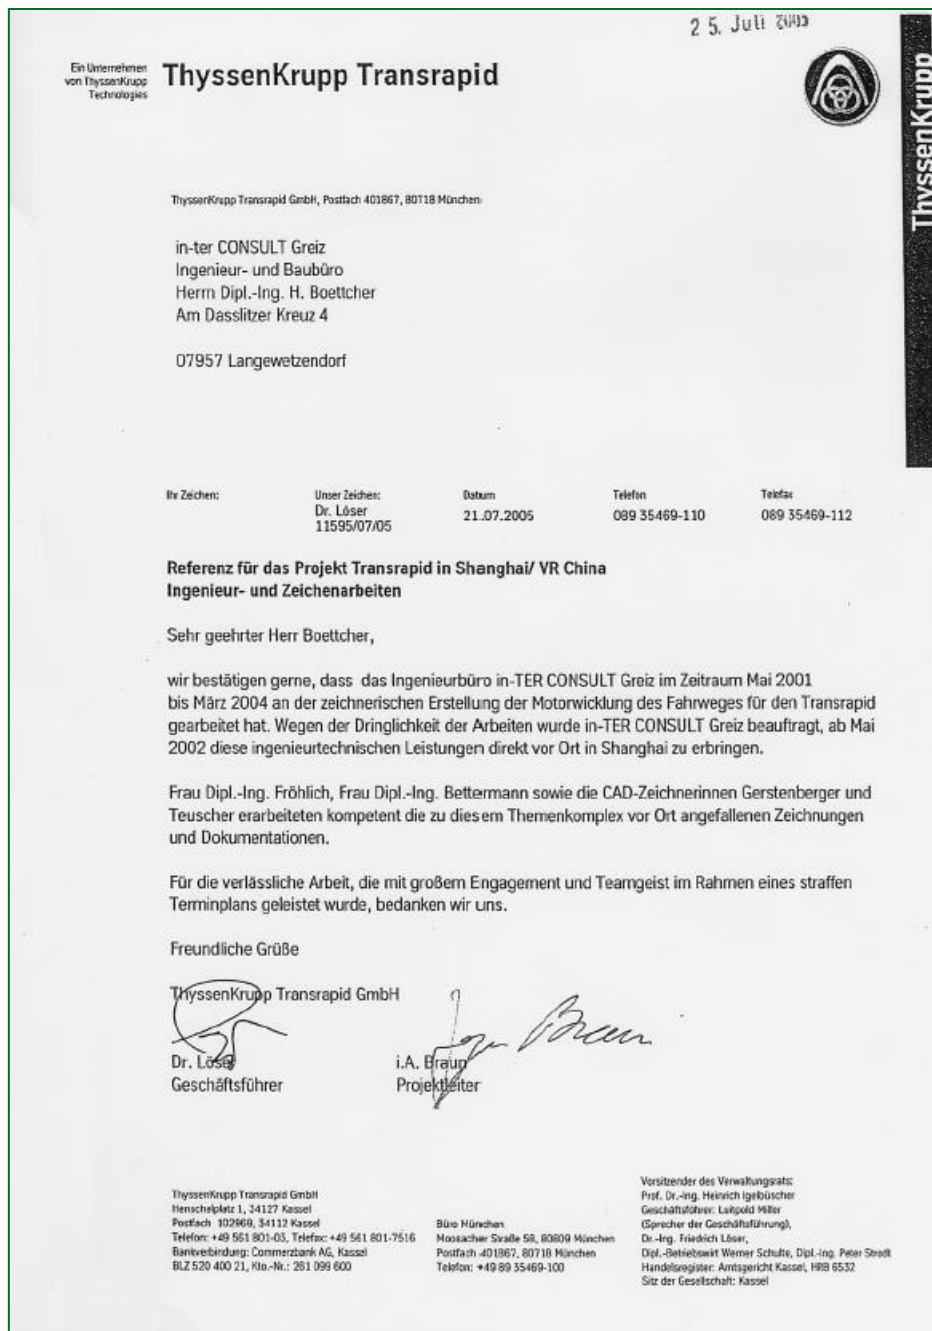 25. Juli 2005
Ein Unternehmen
von ThyssenKrupp
Technologies
ThyssenKrupp Transrapid
ThyssenKrupp
ThyssenKrupp Transrapid GmbH, Postfach 401867, 80718 München
in-ter CONSULT Greiz
Ingenieur- und Baubüro
Herrn Dipl.-Ing. H. Boettcher
Am Dasslitzer Kreuz 4
07957 Langewetzendorf
Ihr Zeichen: Unser Zeichen: Datum Telefon Telefax
Dr. Löser 21.07.2005 089 35469-110 089 35469-112
11595/07/05
Referenz für das Projekt Transrapid in Shanghai/ VR China
Ingenieur- und Zeichenarbeiten
Sehr geehrter Herr Boettcher,
wir bestätigen gerne, dass das Ingenieurbüro in-TER CONSULT Greiz im Zeitraum Mai 2001
bis März 2004 an der zeichnerischen Erstellung der Motorwicklung des Fahrweges für den Transrapid
gearbeitet hat. Wegen der Dringlichkeit der Arbeiten wurde in-TER CONSULT Greiz beauftragt, ab Mai
2002 diese ingenieurtechnischen Leistungen direkt vor Ort in Shanghai zu erbringen.
Frau Dipl.-Ing. Fröhlich, Frau Dipl.-Ing. Bettermann sowie die CAD-Zeichnerinnen Gerstenberger und
Teuscher erarbeiteten kompetent die zu diesem Themenkomplex vor Ort angefallenen Zeichnungen
und Dokumentationen.
Für die verlässliche Arbeit, die mit großem Engagement und Teamgeist im Rahmen eines straffen
Terminplans geleistet wurde, bedanken wir uns.
Freundliche Grüße
ThyssenKrupp Transrapid GmbH
Dr. Löser i.A. Braun
Geschäftsführer Projektleiter
ThyssenKrupp Transrapid GmbH
Henschelplatz 1, 34127 Kassel
Postfach 102969, 34112 Kassel
Telefon: +49 561 801-03, Telefax: +49 561 801-7516
Bankverbindung: Commerzbank AG, Kassel
BLZ 520 400 21, Kto.-Nr.: 261 099 600
Büro München
Moosacher Straße 58, 80809 München
Postfach 401867, 80718 München
Telefon: +49 89 35469-100
Vorsitzender des Verwaltungsrats:
Prof. Dr.-Ing. Heinrich Igelbüscher
Geschäftsführer: Luitpold Miller
(Sprecher der Geschäftsführung),
Dr.-Ing. Friedrich Löser,
Dipl.-Betriebswirt Werner Schulte, Dipl.-Ing. Peter
Handelsregister: Amtsgericht Kassel, HRB 6532
Sitz der Gesellschaft: Kassel